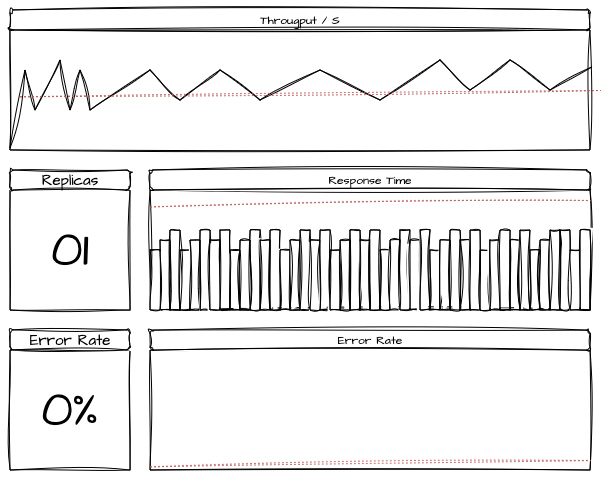 Througput / S
Replicas
Response Time
01
Error Rate
Error Rate
0%